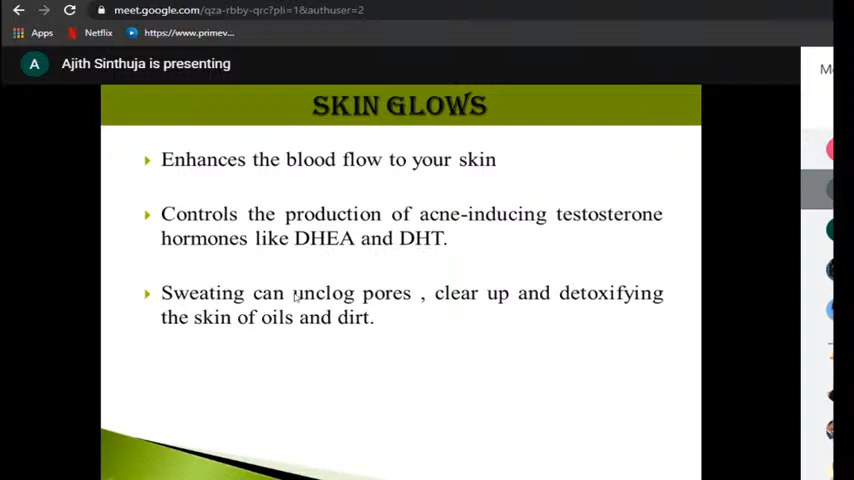 meet.google.com/qza-rbby-qrc?pli=1&authuser=2
Apps Netflix https://www.primev...
A Ajith Sinthuja is presenting
SKIN GLOWS
Enhances the blood flow to your skin
Controls the production of acne-inducing testosterone
hormones like DHEA and DHT.
Sweating can unclog pores , clear up and detoxifying
the skin of oils and dirt.